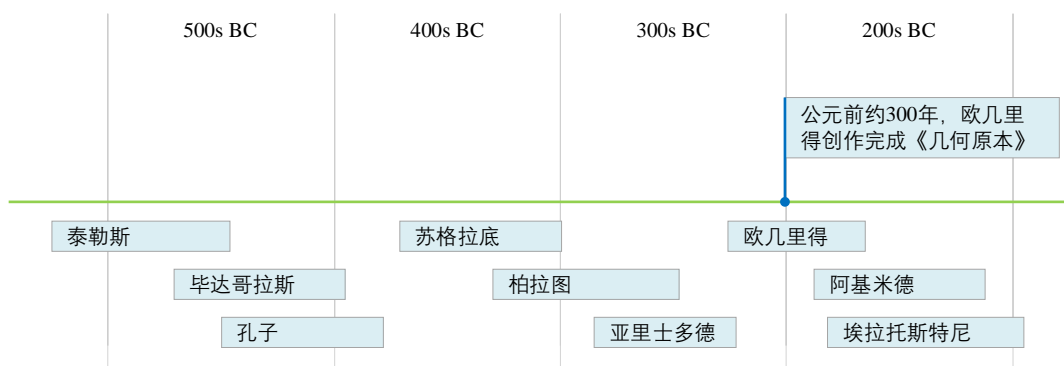 500s BC
400s BC
300s BC
200s BC
公元前约300年，欧几里
得创作完成《几何原本》
泰勒斯
苏格拉底
欧几里得
毕达哥拉斯
柏拉图
阿基米德
孔子
亚里士多德
埃拉托斯特尼